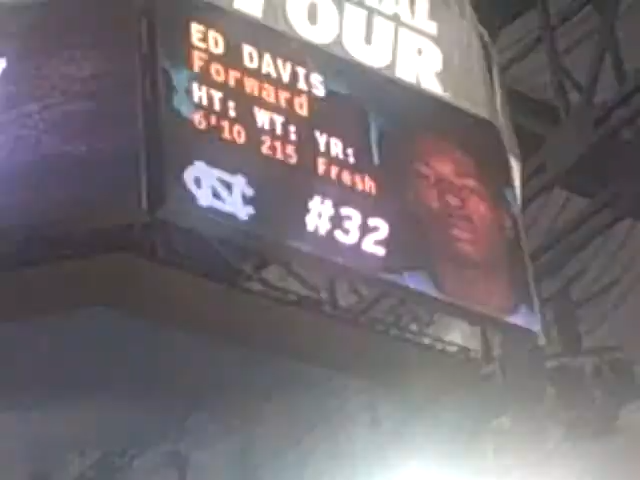 OUR
ED DAVIS
Forward
HT: WT: YR:
6'10 215 Fresh
NC
#32